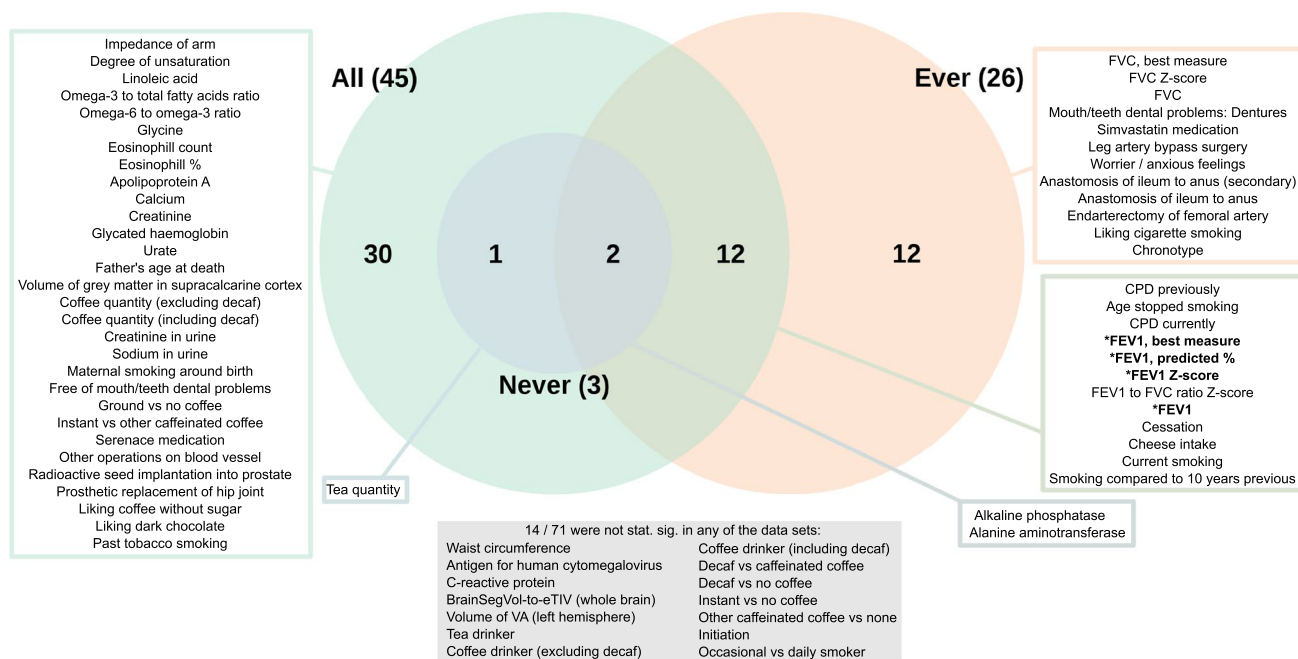 Impedance of arm
Degree of unsaturation
Linoleic acid
Omega-3 to total fatty acids ratio
Omega-6 to omega-3 ratio
Glycine
Eosinophill count
Eosinophill %
Apolipoprotein A
Calcium
Creatinine
Glycated haemoglobin
Urate
Father's age at death
Volume of grey matter in supracalcarine cortex
Coffee quantity (excluding decaf)
Coffee quantity (including decaf)
Creatinine in urine
Sodium in urine
Maternal smoking around birth
Free of mouth/teeth dental problems
Ground vs no coffee
Instant vs other caffeinated coffee
Serenace medication
Other operations on blood vessel
Radioactive seed implantation into prostate
Prosthetic replacement of hip joint
Liking coffee without sugar
Liking dark chocolate
Past tobacco smoking
All (45)
Ever (26)
30
1
2
12
12
Never (3)
Tea quantity
FVC, best measure
FVC Z-score
FVC
Mouth/teeth dental problems: Dentures
Simvastatin medication
Leg artery bypass surgery
Worrier / anxious feelings
Anastomosis of ileum to anus (secondary)
Anastomosis of ileum to anus
Endarterectomy of femoral artery
Liking cigarette smoking
Chronotype
CPD previously
Age stopped smoking
CPD currently
*FEV1, best measure
*FEV1, predicted %
*FEV1 Z-score
FEV1 to FVC ratio Z-score
*FEV1
Cessation
Cheese intake
Current smoking
Smoking compared to 10 years previous
Alkaline phosphatase
Alanine aminotransferase
14 / 71 were not stat. sig. in any of the data sets:
Waist circumference
Antigen for human cytomegalovirus
C-reactive protein
BrainSegVol-to-eTIV (whole brain)
Volume of VA (left hemisphere)
Tea drinker
Coffee drinker (excluding decaf)
Coffee drinker (including decaf)
Decaf vs caffeinated coffee
Decaf vs no coffee
Instant vs no coffee
Other caffeinated coffee vs none
Initiation
Occasional vs daily smoker